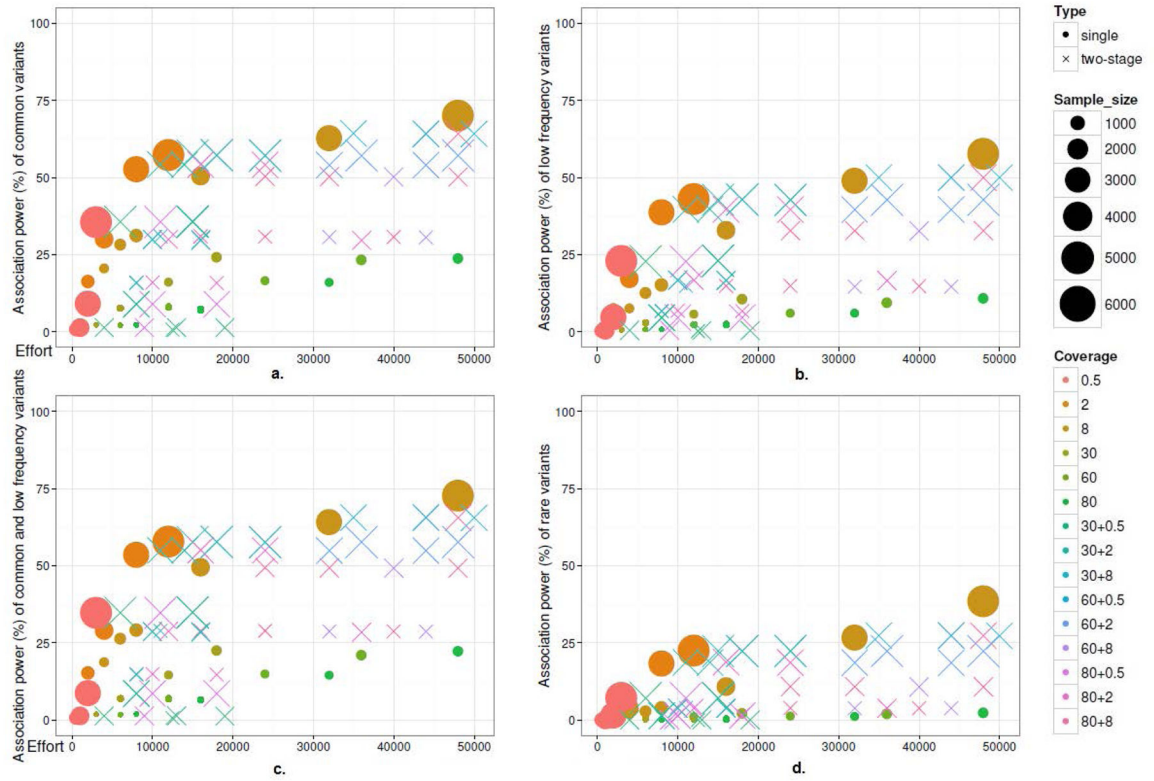 Association power (%) of common variants
100
75
50
25
0
Effort
0 10000 20000 30000 40000 50000
a.
Association power (%) of low frequency variants
100
75
50
25
0
0 10000 20000 30000 40000 50000
b.
Association power (%) of common and low frequency variants
100
75
50
25
0
Effort
0 10000 20000 30000 40000 50000
c.
Association power (%) of rare variants
100
75
50
25
0
0 10000 20000 30000 40000 50000
d.
Type
single
two-stage
Sample_size
1000
2000
3000
4000
5000
6000
Coverage
0.5
2
8
30
60
80
30+0.5
30+2
30+8
60+0.5
60+2
60+8
80+0.5
80+2
80+8